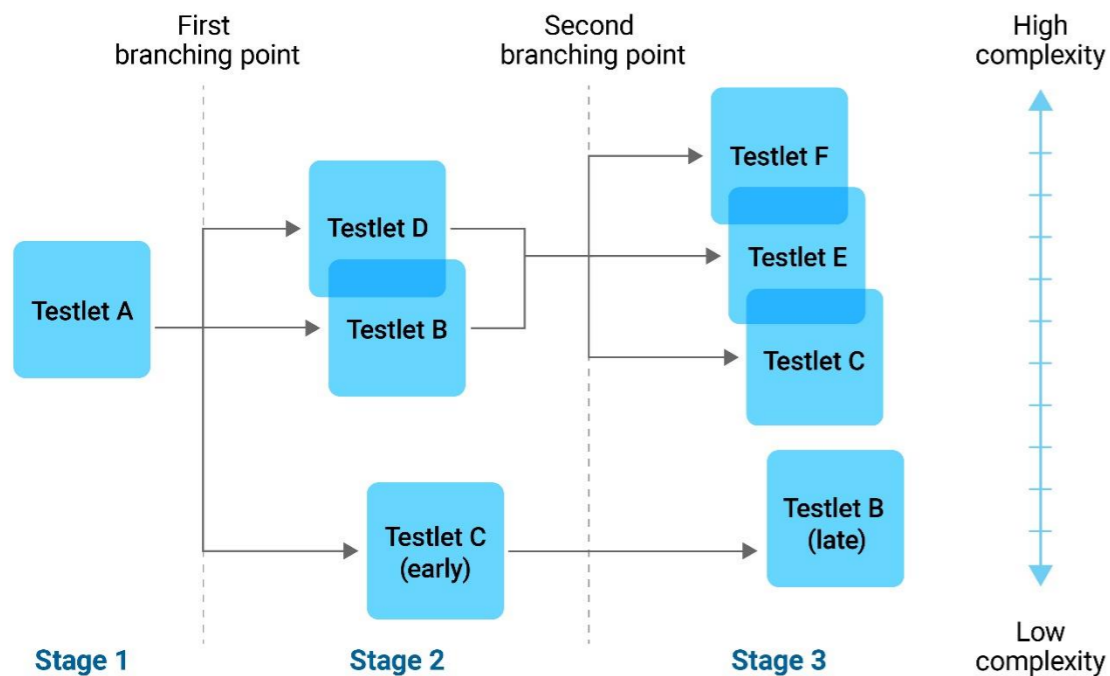 First
branching point
Second
branching point
High
complexity
Testlet A
Testlet D
Testlet B
Testlet C
(early)
Testlet F
Testlet E
Testlet C
Testlet B
(late)
Low
complexity
Stage 1
Stage 2
Stage 3